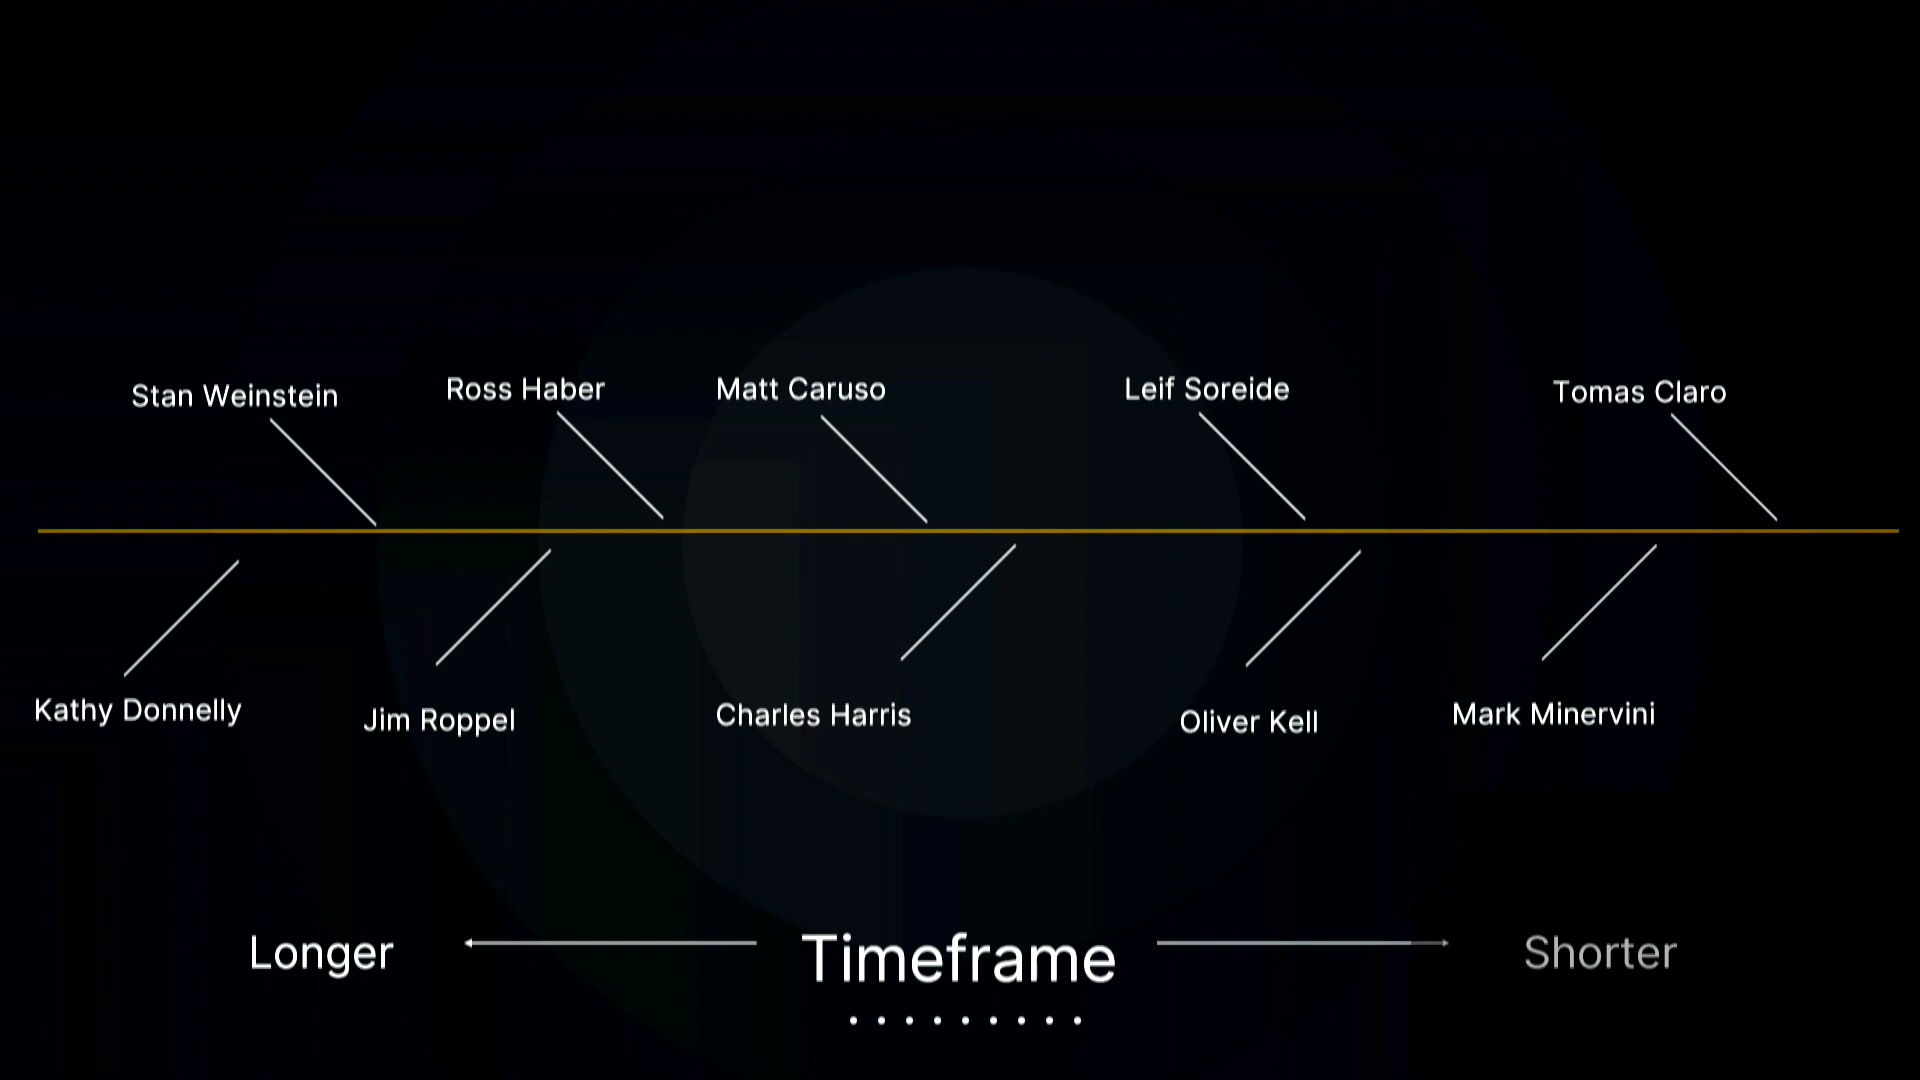 Stan Weinstein
Ross Haber
Matt Caruso
Leif Soreide
Tomas Claro
Kathy Donnelly
Jim Roppel
Charles Harris
Oliver Kell
Mark Minervini
Longer
Timeframe
Shorter